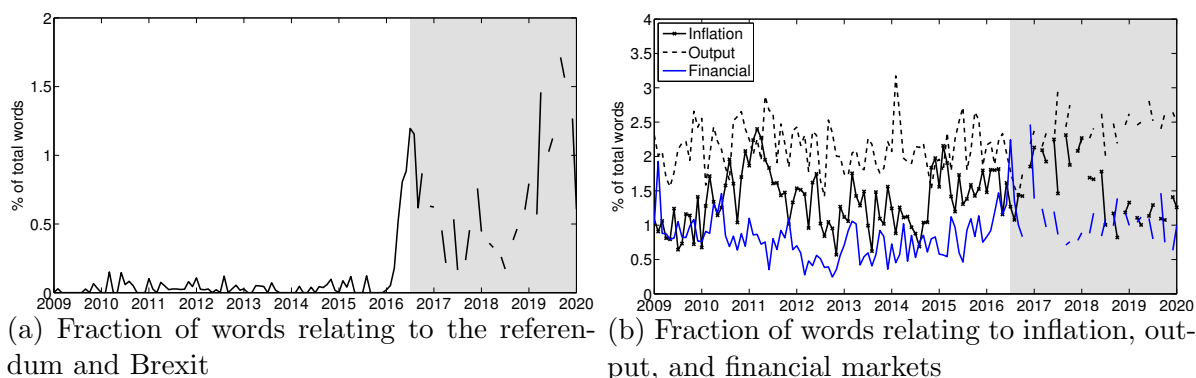 2
1.5
1
0.5
0
% of total words
2009 2010 2011 2012 2013 2014 2015 2016 2017 2018 2019 2020
(a) Fraction of words relating to the referen-
dum and Brexit
4
3.5
3
2.5
2
1.5
1
0.5
0
% of total words
Inflation
Output
Financial
2009 2010 2011 2012 2013 2014 2015 2016 2017 2018 2019 2020
(b) Fraction of words relating to inflation, out-
put, and financial markets